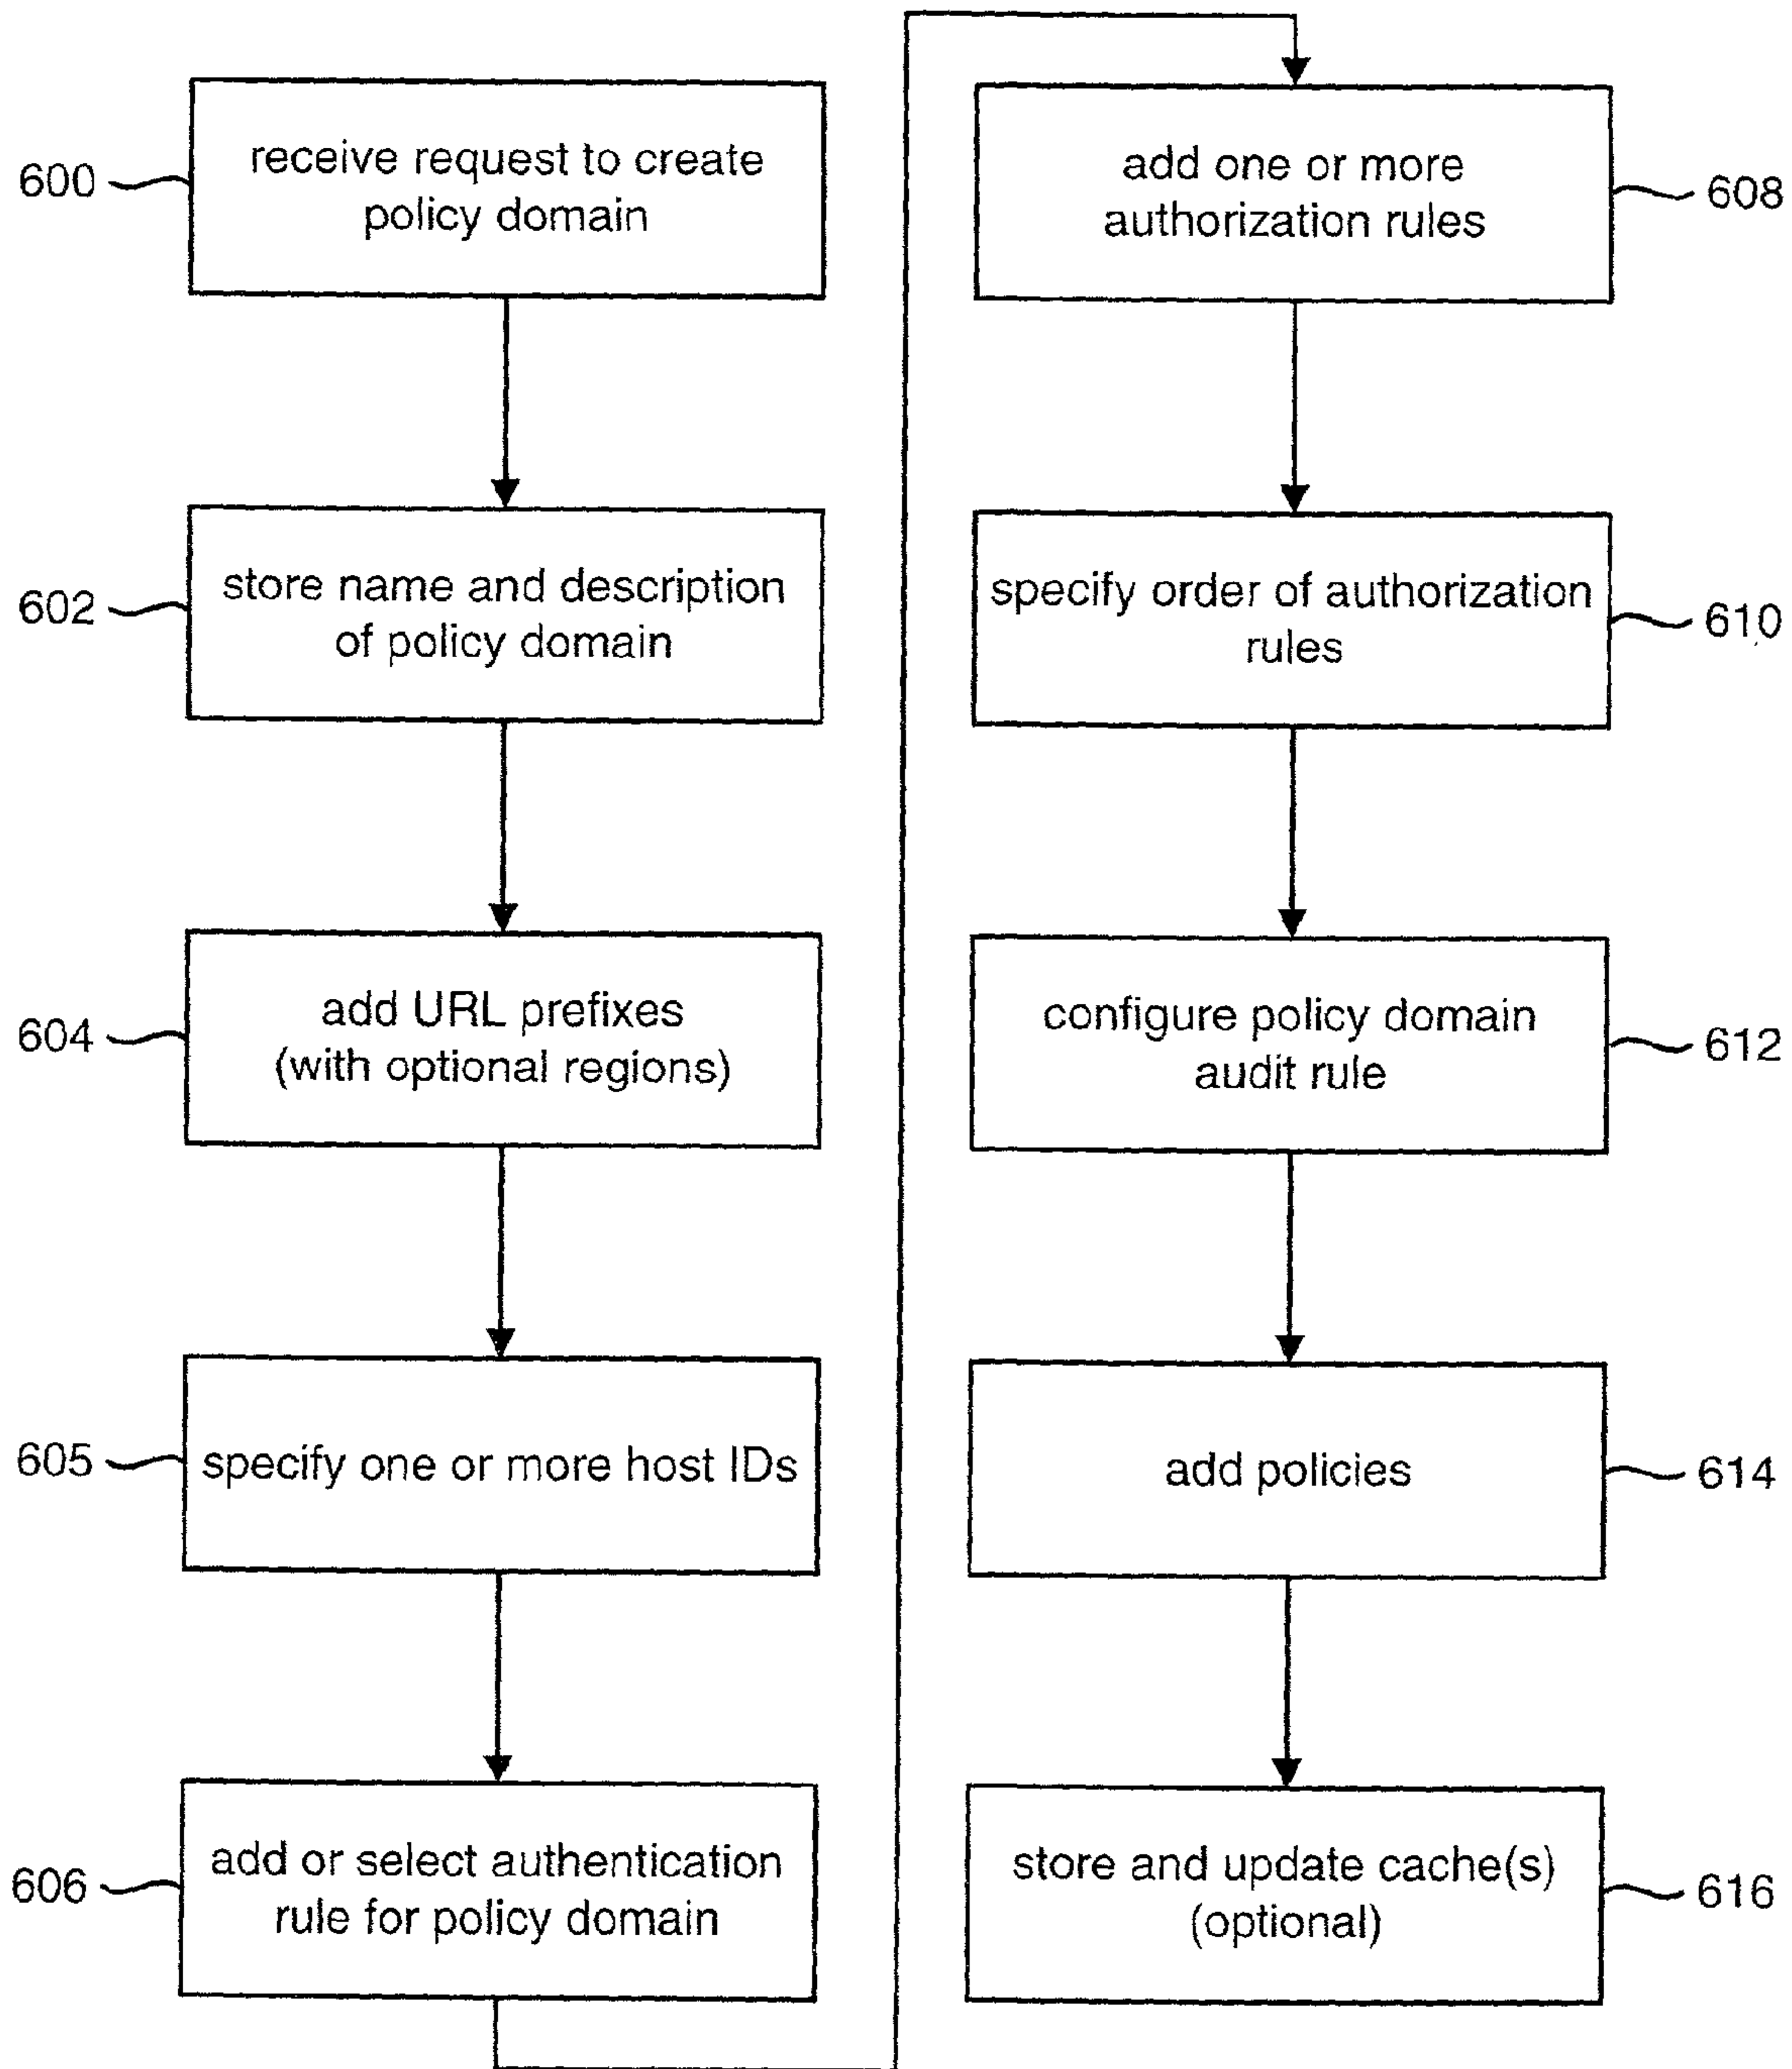 600
receive request to create
policy domain
602
store name and description
of policy domain
604
add URL prefixes
(with optional regions)
605
specify one or more host IDs
606
add or select authentication
rule for policy domain
add one or more
authorization rules
608
specify order of authorization
rules
610
configure policy domain
audit rule
612
add policies
614
store and update cache(s)
(optional)
616